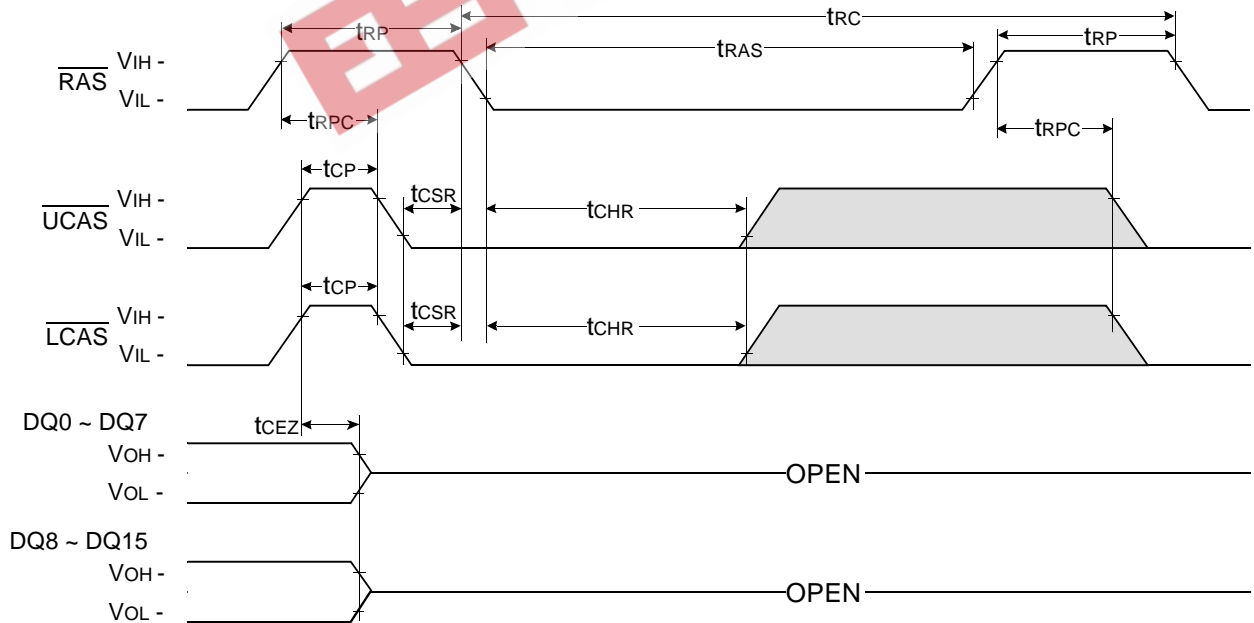 tRP
tRC
tRAS
tRP
RAS
VIH -
VIL -
tRPC
tRPC
tCP
tCSR
tCHR
UCAS
VIH -
VIL -
tCP
tCSR
tCHR
LCAS
VIH -
VIL -
DQ0 ~ DQ7
tCEZ
VOH -
VOL -
OPEN
DQ8 ~ DQ15
VOH -
VOL -
OPEN